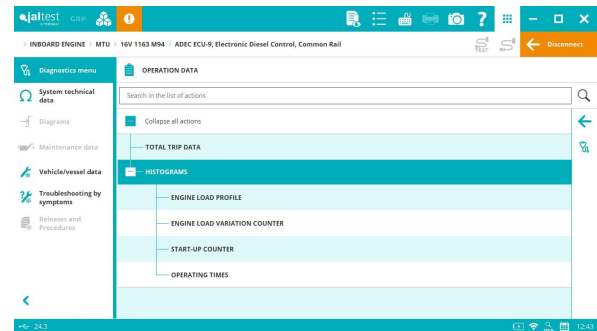 jaltest GRP
INBOARD ENGINE > MTU > 16V 1163 M94 > ADEC ECU-9, Electronic Diesel Control, Common Rail
TEST
Disconnect
Diagnostics menu
OPERATION DATA
System technical
data
Search in the list of actions
Diagrams
Collapse all actions
Maintenance data
TOTAL TRIP DATA
Vehicle/vessel data
HISTOGRAMS
Troubleshooting by
symptoms
ENGINE LOAD PROFILE
Releases and
Procedures
ENGINE LOAD VARIATION COUNTER
START-UP COUNTER
OPERATING TIMES
24.3
12:43